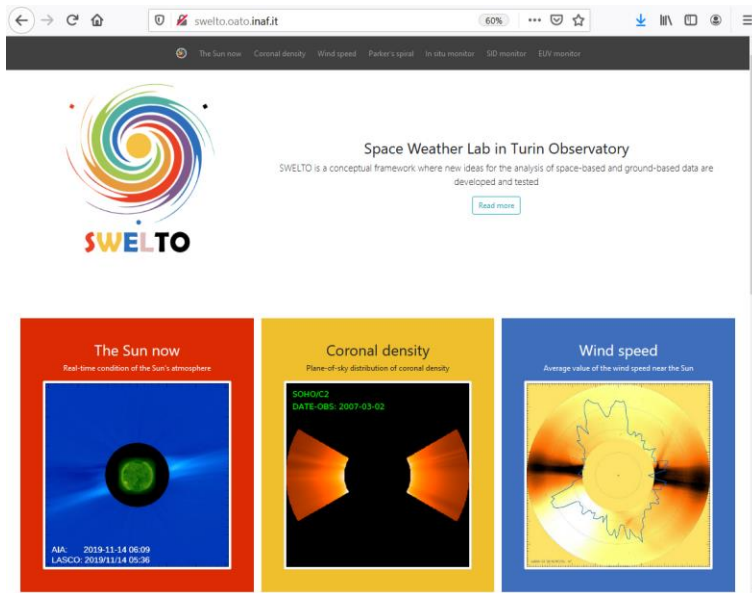 swelto.oato.inaf.it
60%
The Sun now Coronal density Wind speed Parker's spiral In situ monitor SID monitor EUV monitor
Space Weather Lab in Turin Observatory
SWELTO is a conceptual framework where new ideas for the analysis of space-based and ground-based data are
developed and tested
Read more
SWELTO
The Sun now
Real-time condition of the Sun's atmosphere
AIA: 2019-11-14 06:09
LASCO: 2019/11/14 05:36
Coronal density
Plane-of-sky distribution of coronal density
SOHO/C2
DATE-OBS: 2007-03-02
Wind speed
Average value of the wind speed near the Sun